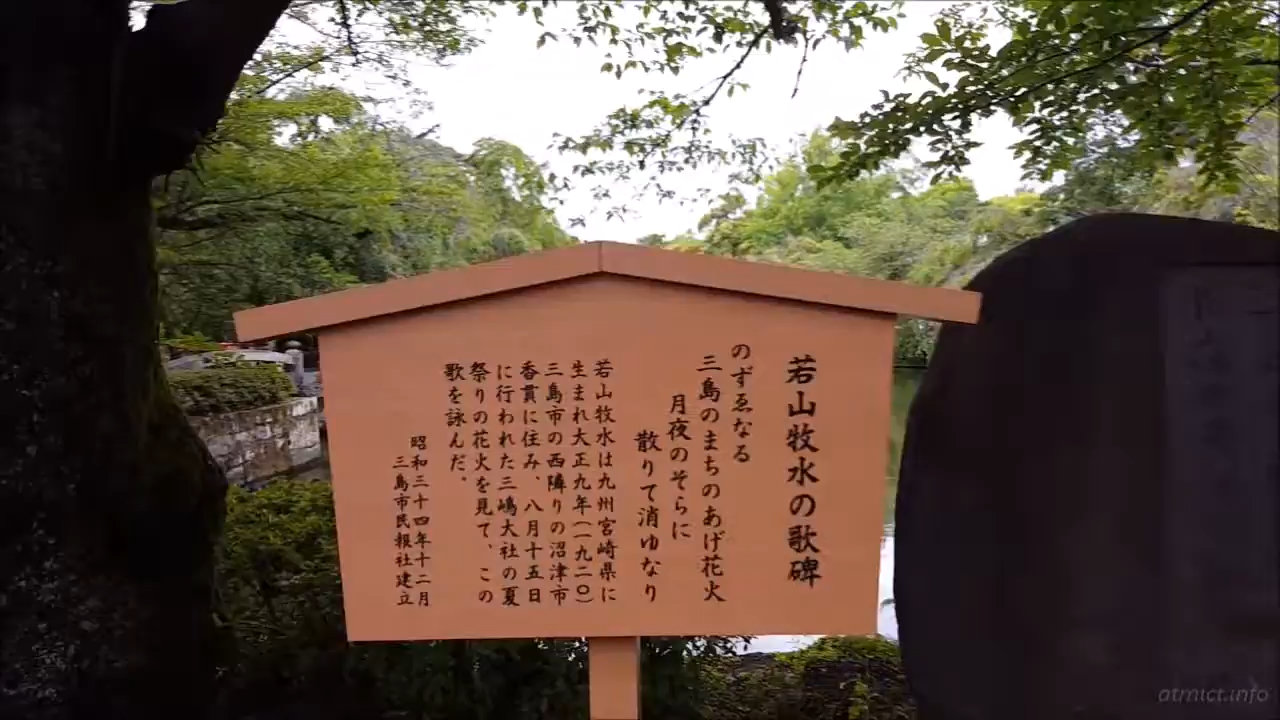 若山牧水の歌碑
のずゑなる
三島のまちのあげ花火
月夜のそらに
散りて消ゆなり
若山牧水は九州宮崎県に
生まれ大正九年(一九二〇)
三島市の西隣りの沼津市
香貫に住み、八月十五日
に行われた三嶋大社の夏
祭りの花火を見て、この
歌を詠んだ。
昭和三十四年十二月
三島市民報社建立
atmict.info